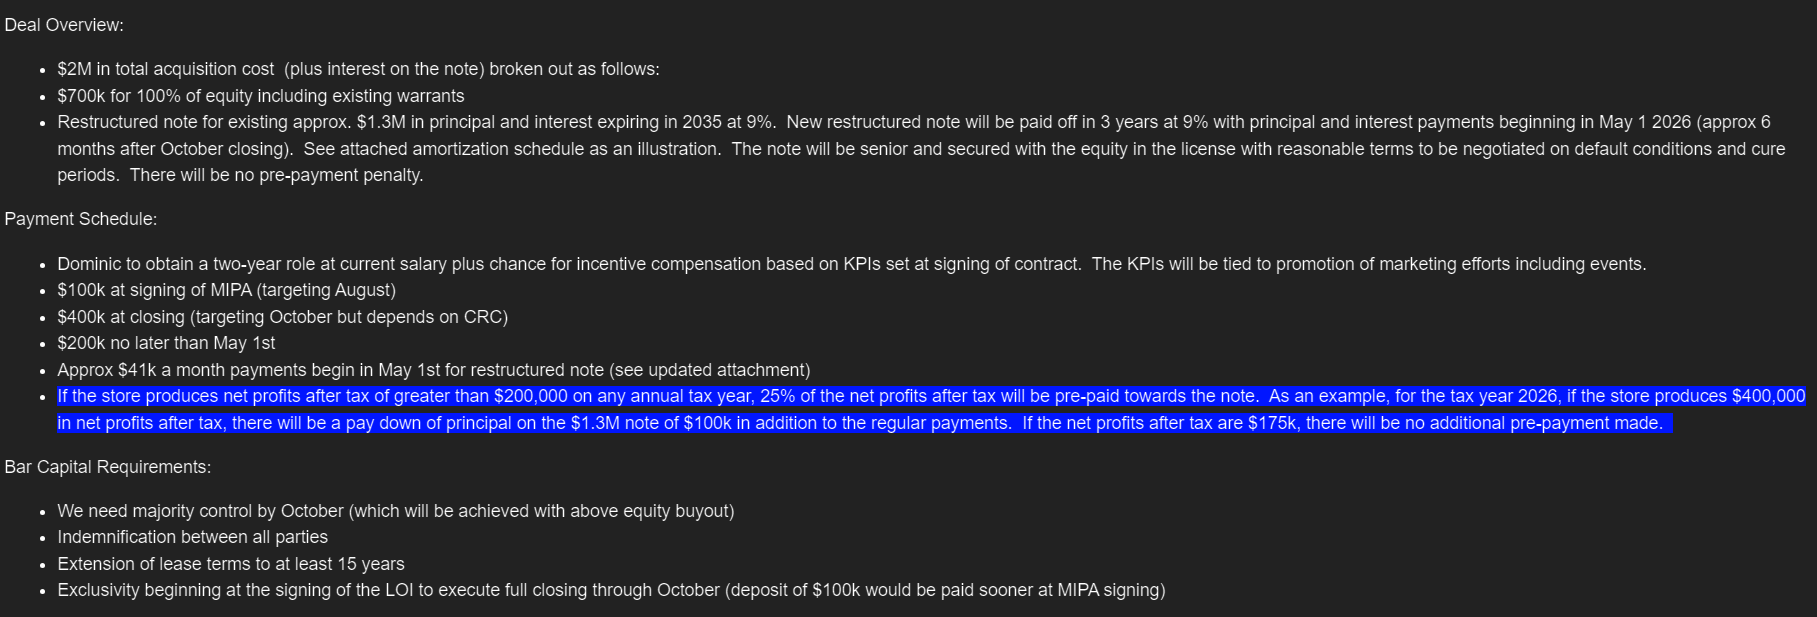 Deal Overview:
• $2M in total acquisition cost  (plus interest on the note) broken out as follows:
• $700k for 100% of equity including existing warrants
• Restructured note for existing approx. $1.3M in principal and interest expiring in 2035 at 9%.  New restructured note will be paid off in 3 years at 9% with principal and interest payments beginning in May 1 2026 (approx 6
months after October closing).  See attached amortization schedule as an illustration.  The note will be senior and secured with the equity in the license with reasonable terms to be negotiated on default conditions and cure
periods.  There will be no pre-payment penalty.
Payment Schedule:
• Dominic to obtain a two-year role at current salary plus chance for incentive compensation based on KPIs set at signing of contract.  The KPIs will be tied to promotion of marketing efforts including events.
• $100k at signing of MIPA (targeting August)
• $400k at closing (targeting October but depends on CRC)
• $200k no later than May 1st
• Approx $41k a month payments begin in May 1st for restructured note (see updated attachment)
• If the store produces net profits after tax of greater than $200,000 on any annual tax year, 25% of the net profits after tax will be pre-paid towards the note.  As an example, for the tax year 2026, if the store produces $400,000
in net profits after tax, there will be a pay down of principal on the $1.3M note of $100k in addition to the regular payments.  If the net profits after tax are $175k, there will be no additional pre-payment made.
Bar Capital Requirements:
• We need majority control by October (which will be achieved with above equity buyout)
• Indemnification between all parties
• Extension of lease terms to at least 15 years
• Exclusivity beginning at the signing of the LOI to execute full closing through October (deposit of $100k would be paid sooner at MIPA signing)